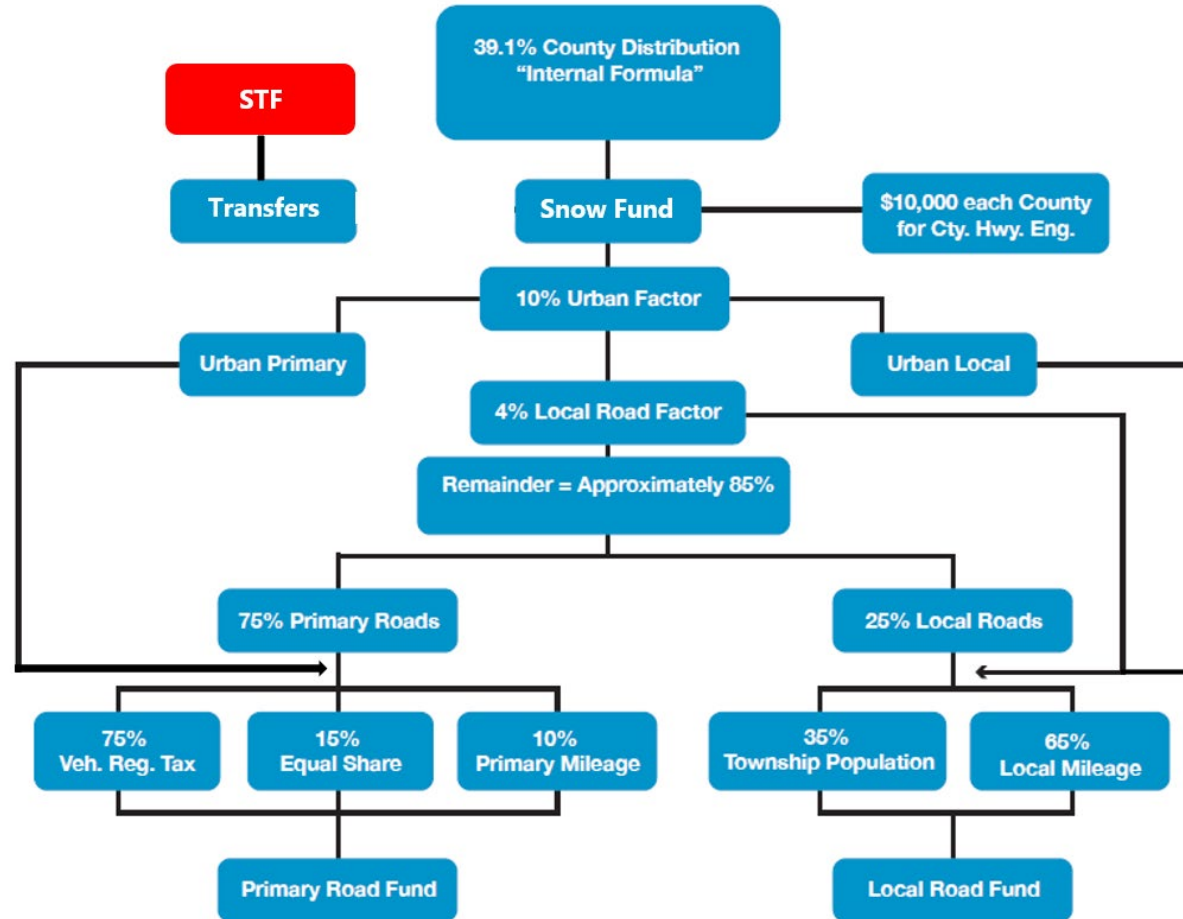 39.1% County Distribution
“Internal Formula”
STF
Transfers
Snow Fund
$10,000 each County
for Cty. Hwy. Eng.
10% Urban Factor
Urban Primary
Urban Local
4% Local Road Factor
Remainder = Approximately 85%
75% Primary Roads
25% Local Roads
75%
Veh. Reg. Tax
15%
Equal Share
10%
Primary Mileage
35%
Township Population
65%
Local Mileage
Primary Road Fund
Local Road Fund